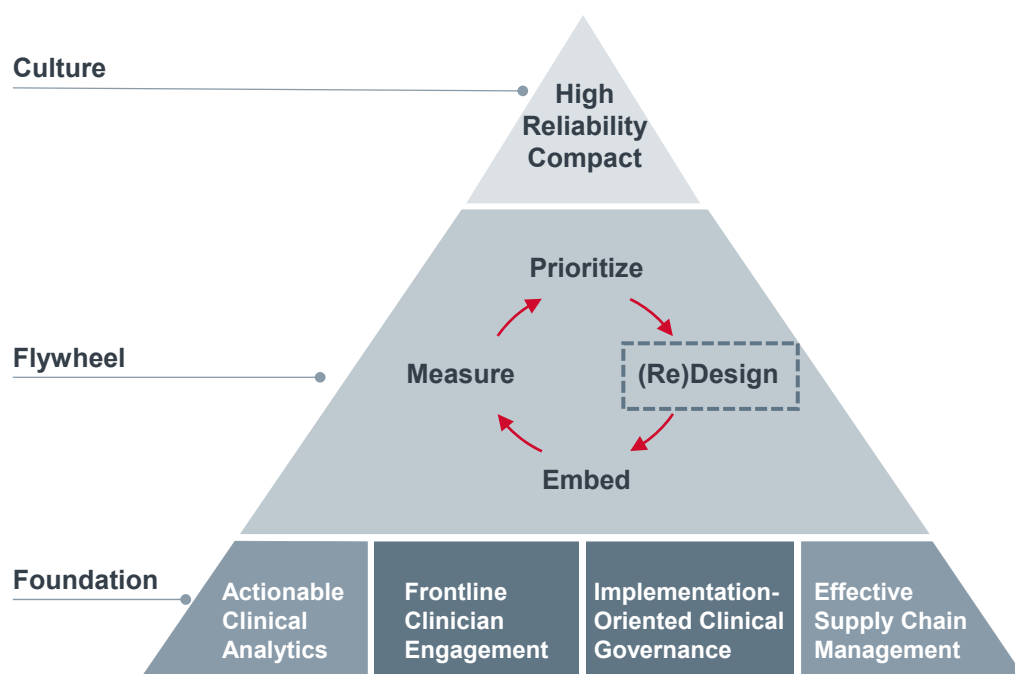 Culture
High
Reliability
Compact
Prioritize
Flywheel
Measure
(Re)Design
Embed
Foundation
Actionable
Clinical
Analytics
Frontline
Clinician
Engagement
Implementation-
Oriented Clinical
Governance
Effective
Supply Chain
Management